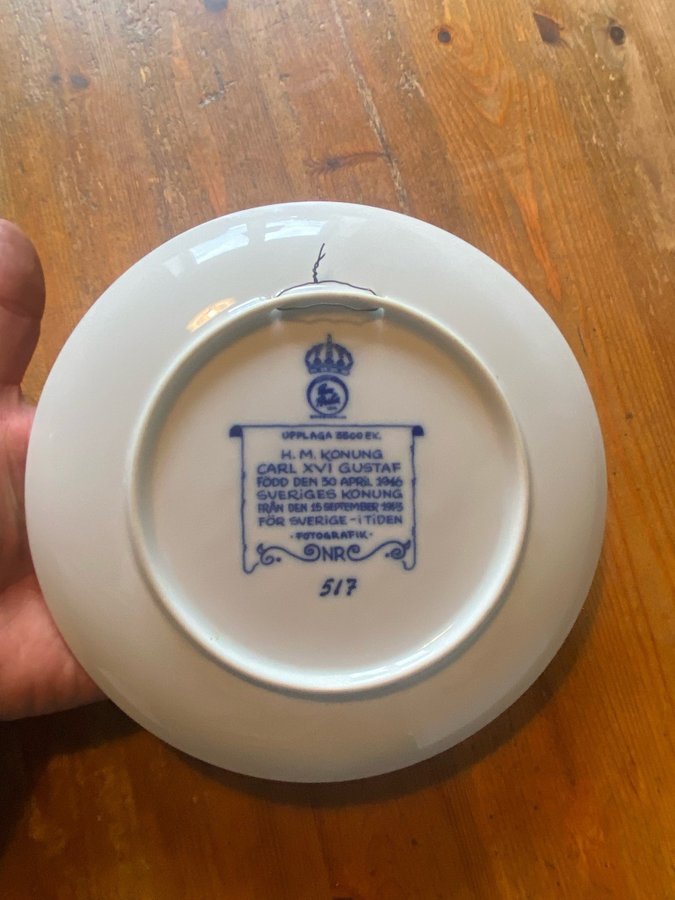 UPPLAGA 3500 EX.
H. M. KONUNG
CARL XVI GUSTAF
FÖDD DEN 30 APRIL 1946
SVERIGES KONUNG
FRÅN DEN 15 SEPTEMBER 1973
FÖR SVERIGE - I TIDEN
· FOTOGRAFIK ·
NR
517